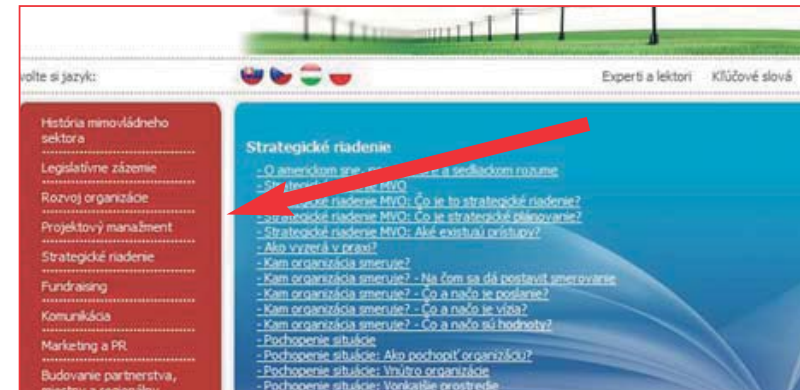 volte si jazyk:
Experti a lektori Kľúčové slová
História mimovládneho
sektora
Legislatívne zázemie
Rozvoj organizácie
Projektový manažment
Strategické riadenie
Fundraising
Komunikácia
Marketing a PR
Budovanie partnerstva,
Strategické riadenie
- O americkom sne, a sedliackom rozume
- Strategické MVO
riadenie MVO: Čo je to strategické riadenie?
- Strategické riadenie MVO: Čo je strategické plánovanie?
- Strategické riadenie MVO: Aké existujú prístupy?
- Ako vyzerá v praxi?
- Kam organizácia smeruje?
- Kam organizácia smeruje? - Na čom sa dá postaviť smerovanie
- Kam organizácia smeruje? - Čo a načo je poslanie?
- Kam organizácia smeruje? - Čo a načo je vízia?
- Kam organizácia smeruje? - Čo a načo sú hodnoty?
- Pochopenie situácie
- Pochopenie situácie: Ako pochopiť organizáciu?
- Pochopenie situácie: Vnútro organizácie
- Pochopenie situácie: Vonkajšie prostredie